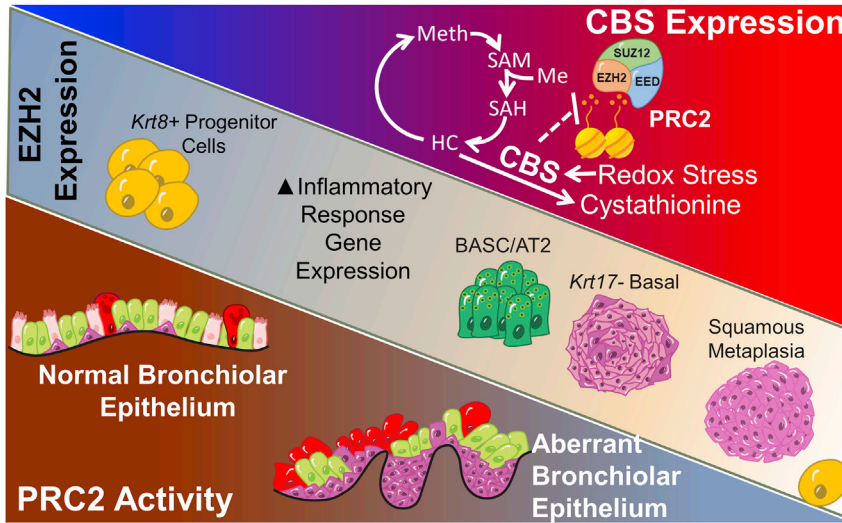 CBS Expression
EZH2
Expression
Meth
SAM
Me
SAH
HC
CBS
SUZ12
EZH2
EED
PRC2
Redox Stress
Cystathionine
Krt8+ Progenitor
Cells
▲Inflammatory
Response
Gene
Expression
BASC/AT2
Krt17- Basal
Squamous
Metaplasia
Normal Bronchiolar
Epithelium
Aberrant
Bronchiolar
Epithelium
PRC2 Activity